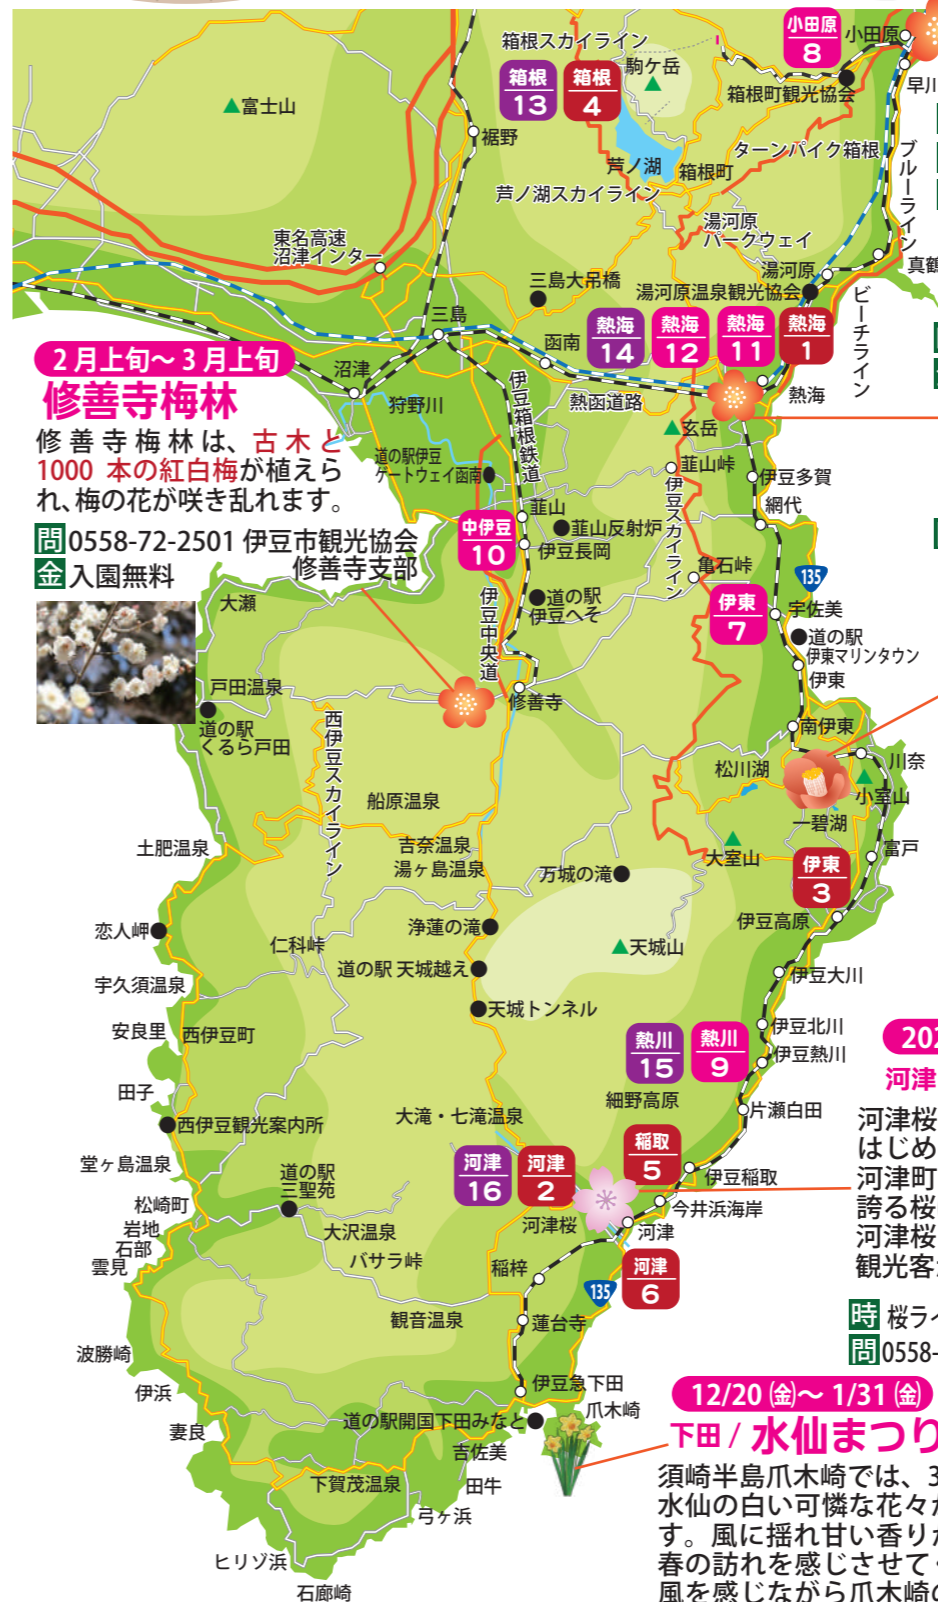 小田原
8
小田原
箱根スカイライン
駒ケ岳
箱根
13
箱根
4
箱根町観光協会
早川
富士山
裾野
芦ノ湖
箱根町
ターンパイク箱根
ブルーライン
芦ノ湖スカイライン
湯河原
パークウェイ
東名高速
沼津インター
三島大吊橋
湯河原
真鶴
湯河原温泉観光協会
ビーチライン
三島
函南
熱海
14
熱海
12
熱海
11
熱海
1
2月上旬～3月上旬
修善寺梅林
修善寺梅林は、古木と
1000 本の紅白梅が植えら
れ、梅の花が咲き乱れます。
問 0558-72-2501 伊豆市観光協会
修善寺支部
金 入園無料
沼津
狩野川
伊豆箱根鉄道
熱函道路
熱海
玄岳
道の駅伊豆
ゲートウェイ函南
韮山峠
伊豆スカイライン
伊豆多賀
網代
韮山
韮山反射炉
中伊豆
10
伊豆長岡
亀石峠
135
大瀬
道の駅
伊豆へそ
伊東
7
宇佐美
道の駅
伊東マリンタウン
伊東
伊豆中央道
戸田温泉
修善寺
道の駅
くるら戸田
西伊豆スカイライン
南伊東
松川湖
川奈
小室山
一碧湖
船原温泉
吉奈温泉
湯ヶ島温泉
土肥温泉
大室山
富戸
万城の滝
伊東
3
恋人岬
浄蓮の滝
伊豆高原
仁科峠
天城山
道の駅 天城越え
伊豆大川
宇久須温泉
天城トンネル
安良里
西伊豆町
熱川
15
熱川
9
伊豆北川
伊豆熱川
202
河津
田子
細野高原
片瀬白田
大滝・七滝温泉
西伊豆観光案内所
河津桜
はじめ
河津町
誇る桜
河津桜
観光客
堂ヶ島温泉
道の駅
三聖苑
河津
16
河津
2
稲取
5
伊豆稲取
松崎町
今井浜海岸
岩地
石部
雲見
大沢温泉
河津桜
河津
バサラ峠
稲梓
河津
6
135
観音温泉
蓮台寺
時 桜ライ
問 0558-
波勝崎
伊浜
伊豆急下田
12/20㈮～1/31㈮
爪木崎
妻良
道の駅開国下田みなと
下田 / 水仙まつり
吉佐美
下賀茂温泉
田牛
弓ヶ浜
須崎半島爪木崎では、3
水仙の白い可憐な花々が
す。風に揺れ甘い香りが
春の訪れを感じさせてく
風を感じながら爪木崎の
ヒリゾ浜
石廊崎